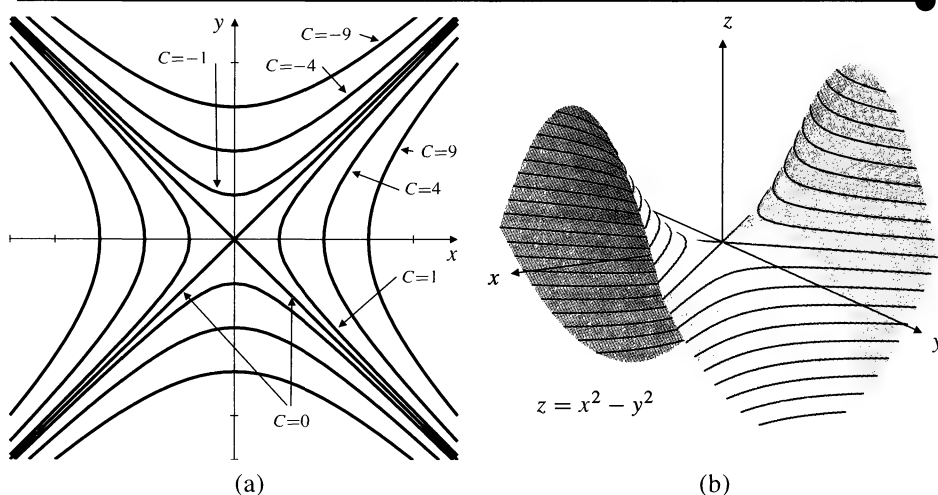 y
C=−9
C=−1
C=−4
C=9
C=4
x
C=1
C=0
(a)
z
x
y
z = x² − y²
(b)